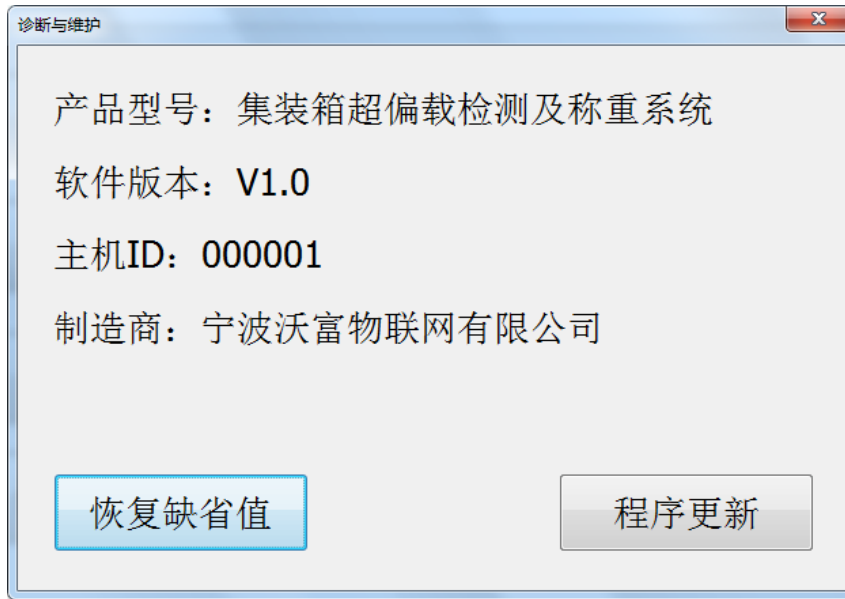 诊断与维护
产品型号：集装箱超偏载检测及称重系统
软件版本：V1.0
主机ID：000001
制造商：宁波沃富物联网有限公司
恢复缺省值
程序更新